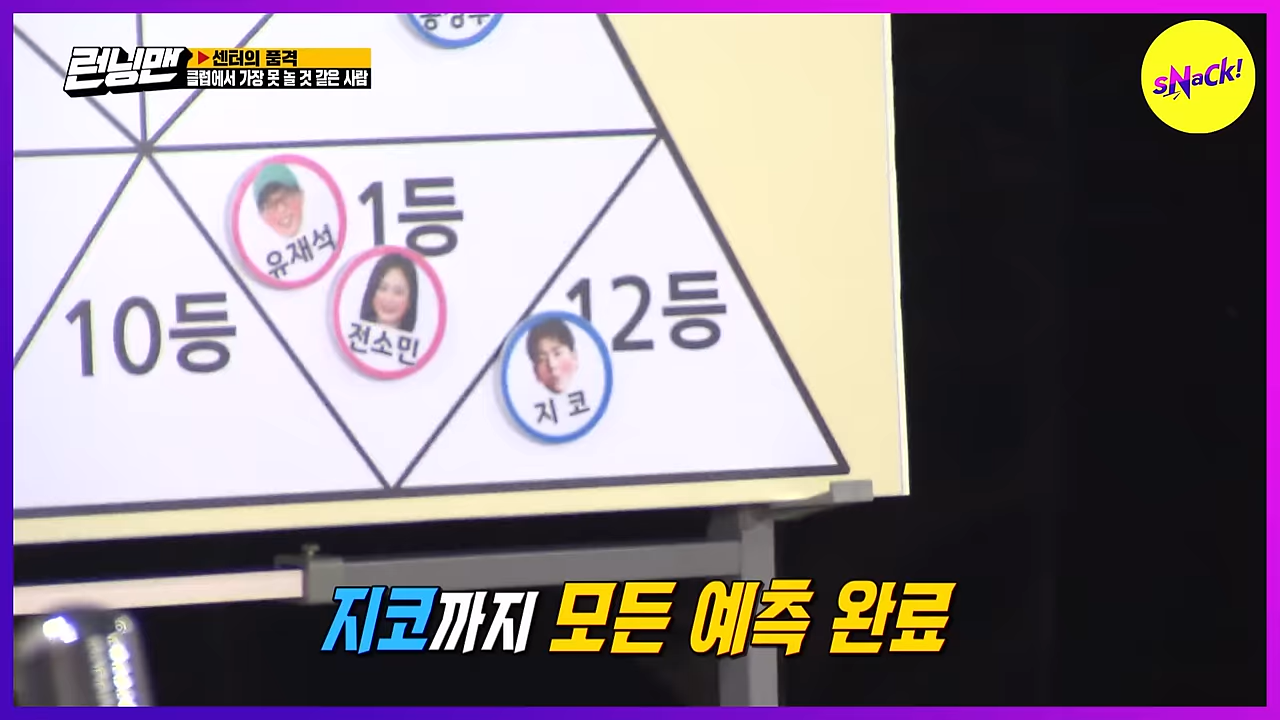 런닝맨
▶센터의 품격
클럽에서 가장 못 놀 것 같은 사람
sNack!
1등
유재석
전소민
10등
12등
지코
지코까지 모든 예측 완료